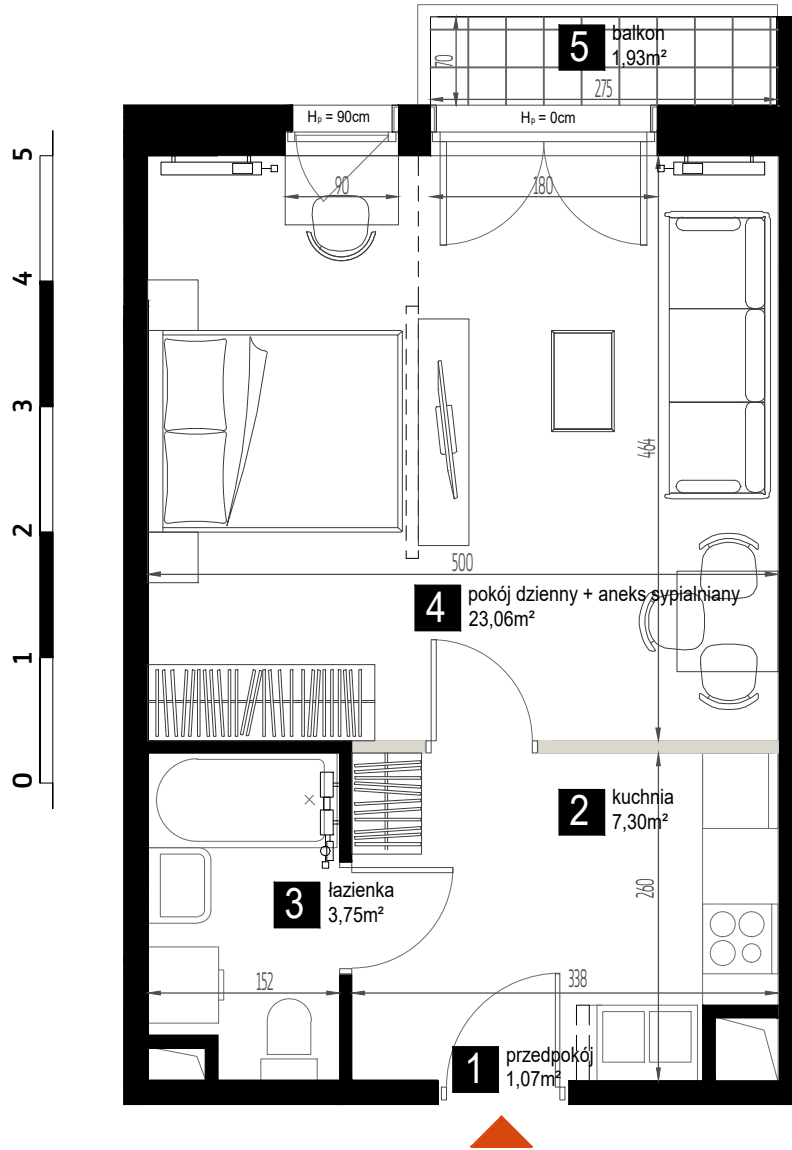 5
balkon
1,93m²
70
275
Hₚ = 90cm
Hₚ = 0cm
90
180
5
4
3
2
1
0
464
500
4
pokój dzienny + aneks sypialniany
23,06m²
2
kuchnia
7,30m²
260
3
łazienka
3,75m²
152
338
1
przedpokój
1,07m²